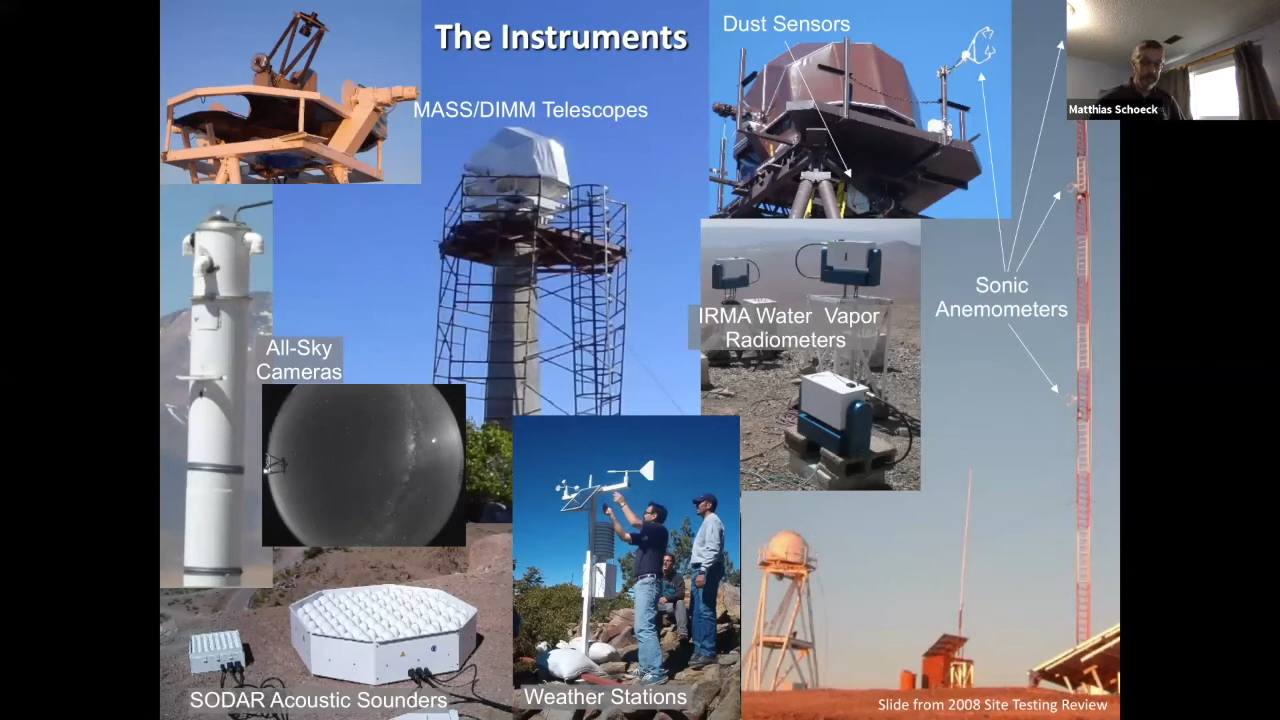 The Instruments
Dust Sensors
Matthias Schoeck
MASS/DIMM Telescopes
Sonic
Anemometers
IRMA Water Vapor
Radiometers
All-Sky
Cameras
SODAR Acoustic Sounders
Weather Stations
Slide from 2008 Site Testing Review